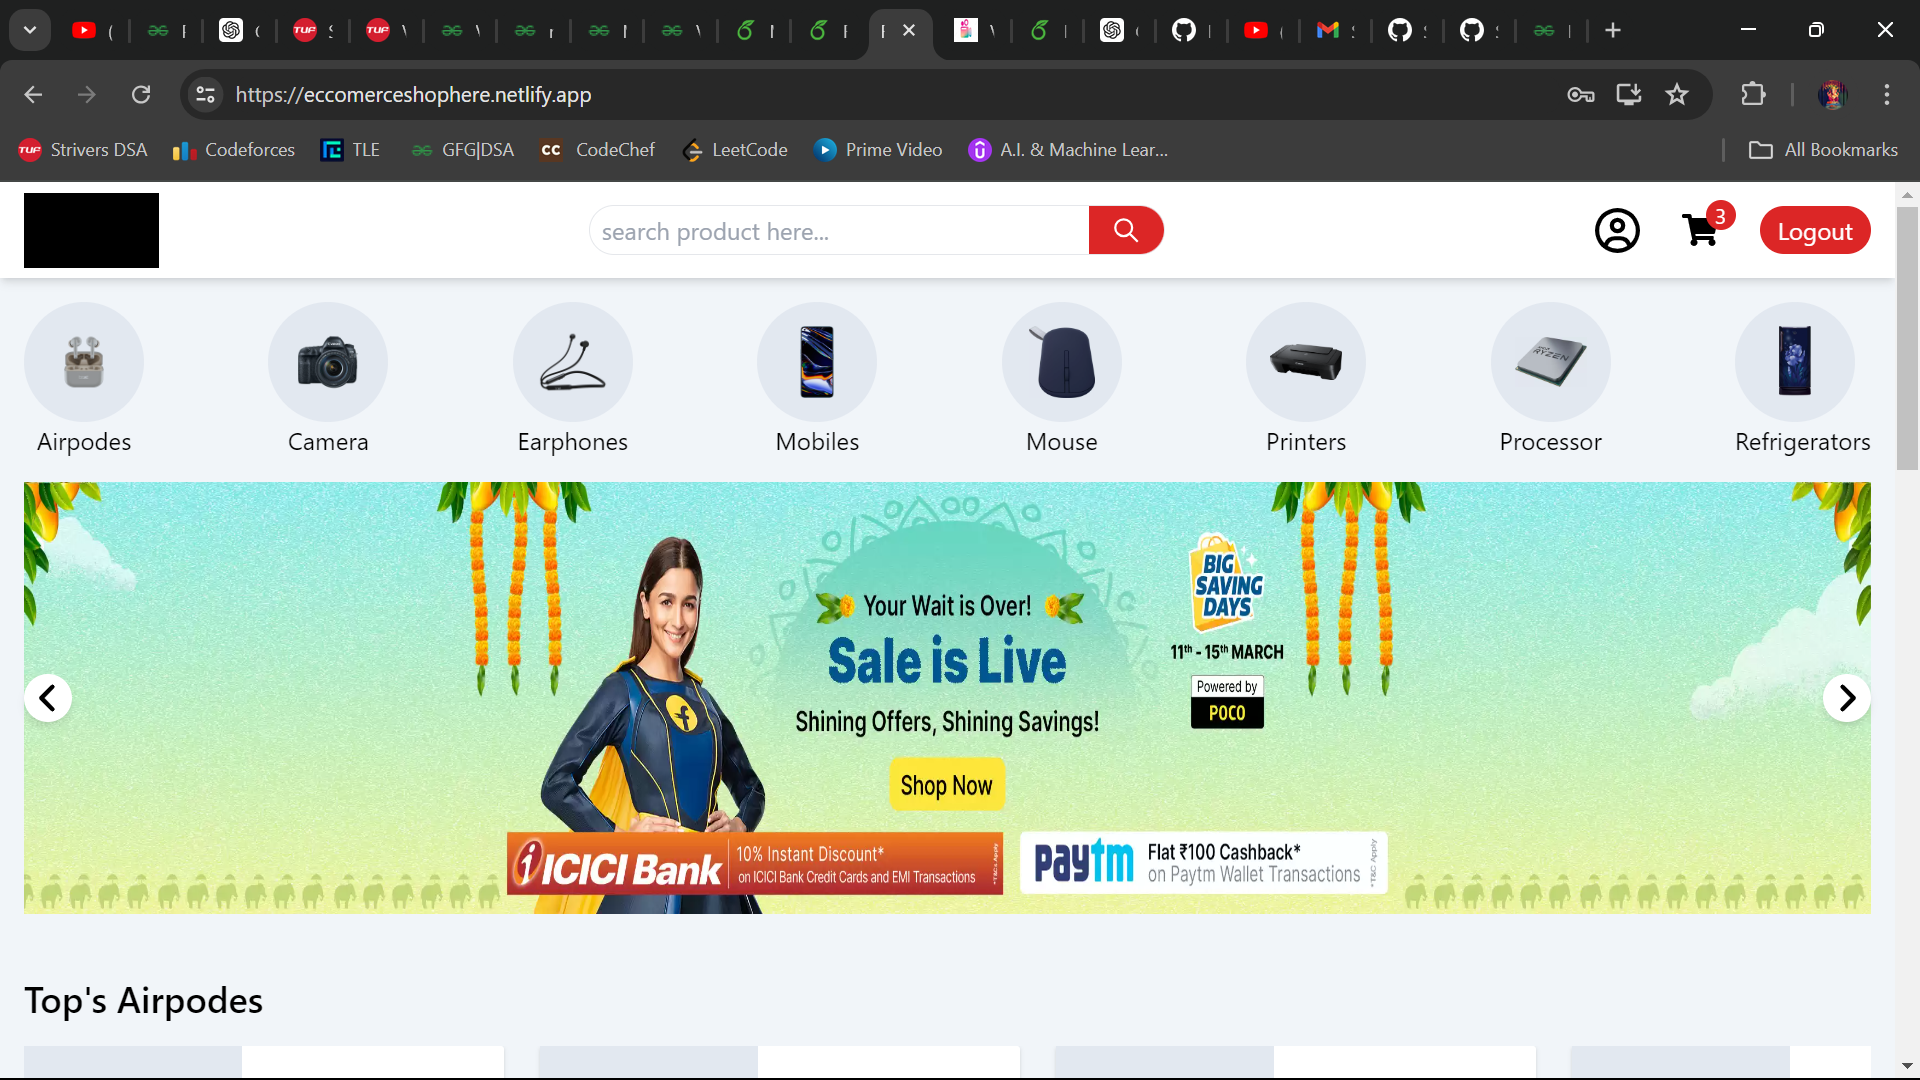 https://eccomerceshophere.netlify.app
Strivers DSA
Codeforces
TLE
GFG|DSA
CC CodeChef
LeetCode
Prime Video
A.I. & Machine Lear...
All Bookmarks
search product here...
3
Logout
Airpodes
Camera
Earphones
Mobiles
Mouse
Printers
Processor
Refrigerators
Your Wait is Over!
Sale is Live
Shining Offers, Shining Savings!
Shop Now
BIG
SAVING
DAYS
11th - 15th MARCH
Powered by
POCO
ICICI Bank
10% Instant Discount*
on ICICI Bank Credit Cards and EMI Transactions
*T&C Apply
paytm
Flat ₹100 Cashback*
on Paytm Wallet Transactions
*T&C Apply
Top's Airpodes